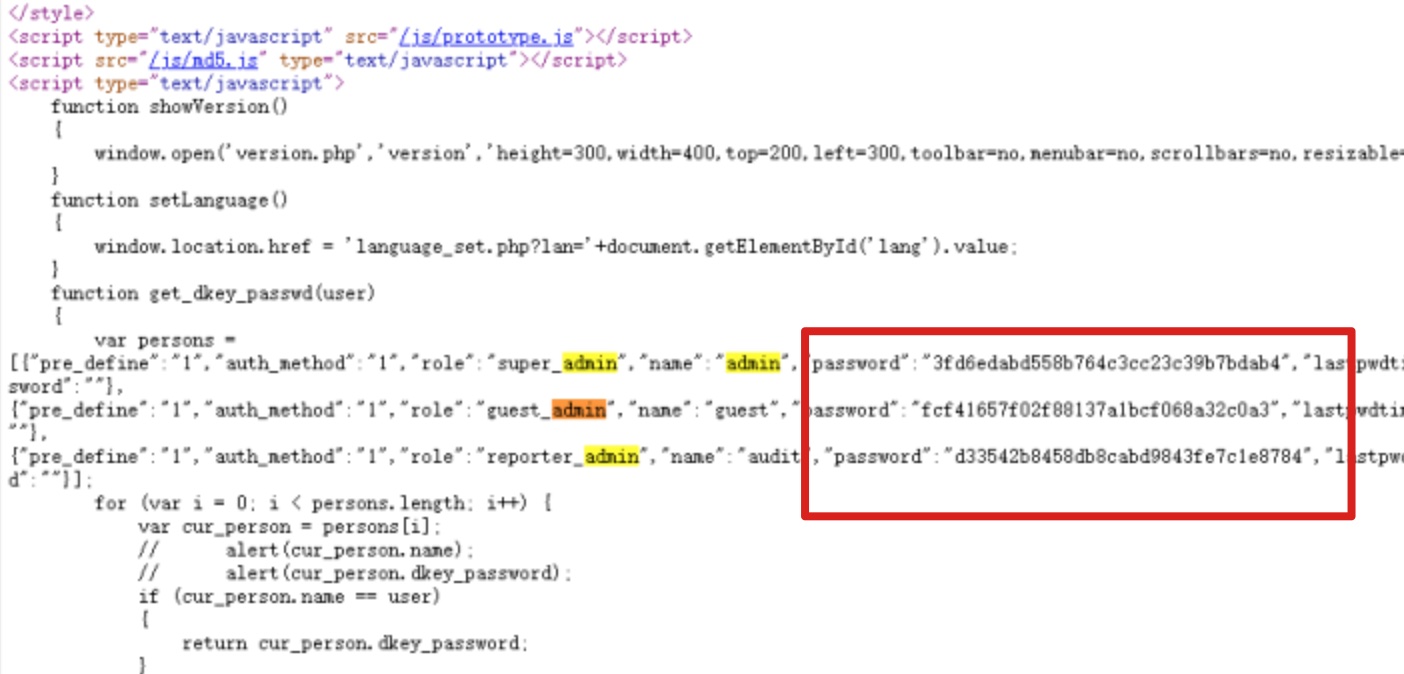 </style>
<script type="text/javascript" src="/js/prototype.js"></script>
<script src="/js/md5.js" type="text/javascript"></script>
<script type="text/javascript">
function showVersion()
{
window.open('version.php','version','height=300,width=400,top=200,left=300,toolbar=no,menubar=no,scrollbars=no,resizable=
}
function setLanguage()
{
window.location.href = 'language_set.php?lan='+document.getElementById('lang').value;
}
function get_dkey_passwd(user)
{
var persons =
[{"pre_define":"1","auth_method":"1","role":"super_admin","name":"admin","password":"3fd6edabd558b764c3cc23c39b7bdab4","lastpwdti
sword":""},
{"pre_define":"1","auth_method":"1","role":"guest_admin","name":"guest","password":"fcf41657f02f88137a1bcf068a32c0a3","lastpwdtim
""},
{"pre_define":"1","auth_method":"1","role":"reporter_admin","name":"audit","password":"d33542b8458db8cabd9843fe7c1e8784","lastpwd
d":""}];
for (var i = 0; i < persons.length; i++) {
var cur_person = persons[i];
// alert(cur_person.name);
// alert(cur_person.dkey_password);
if (cur_person.name == user)
{
return cur_person.dkey_password;
}